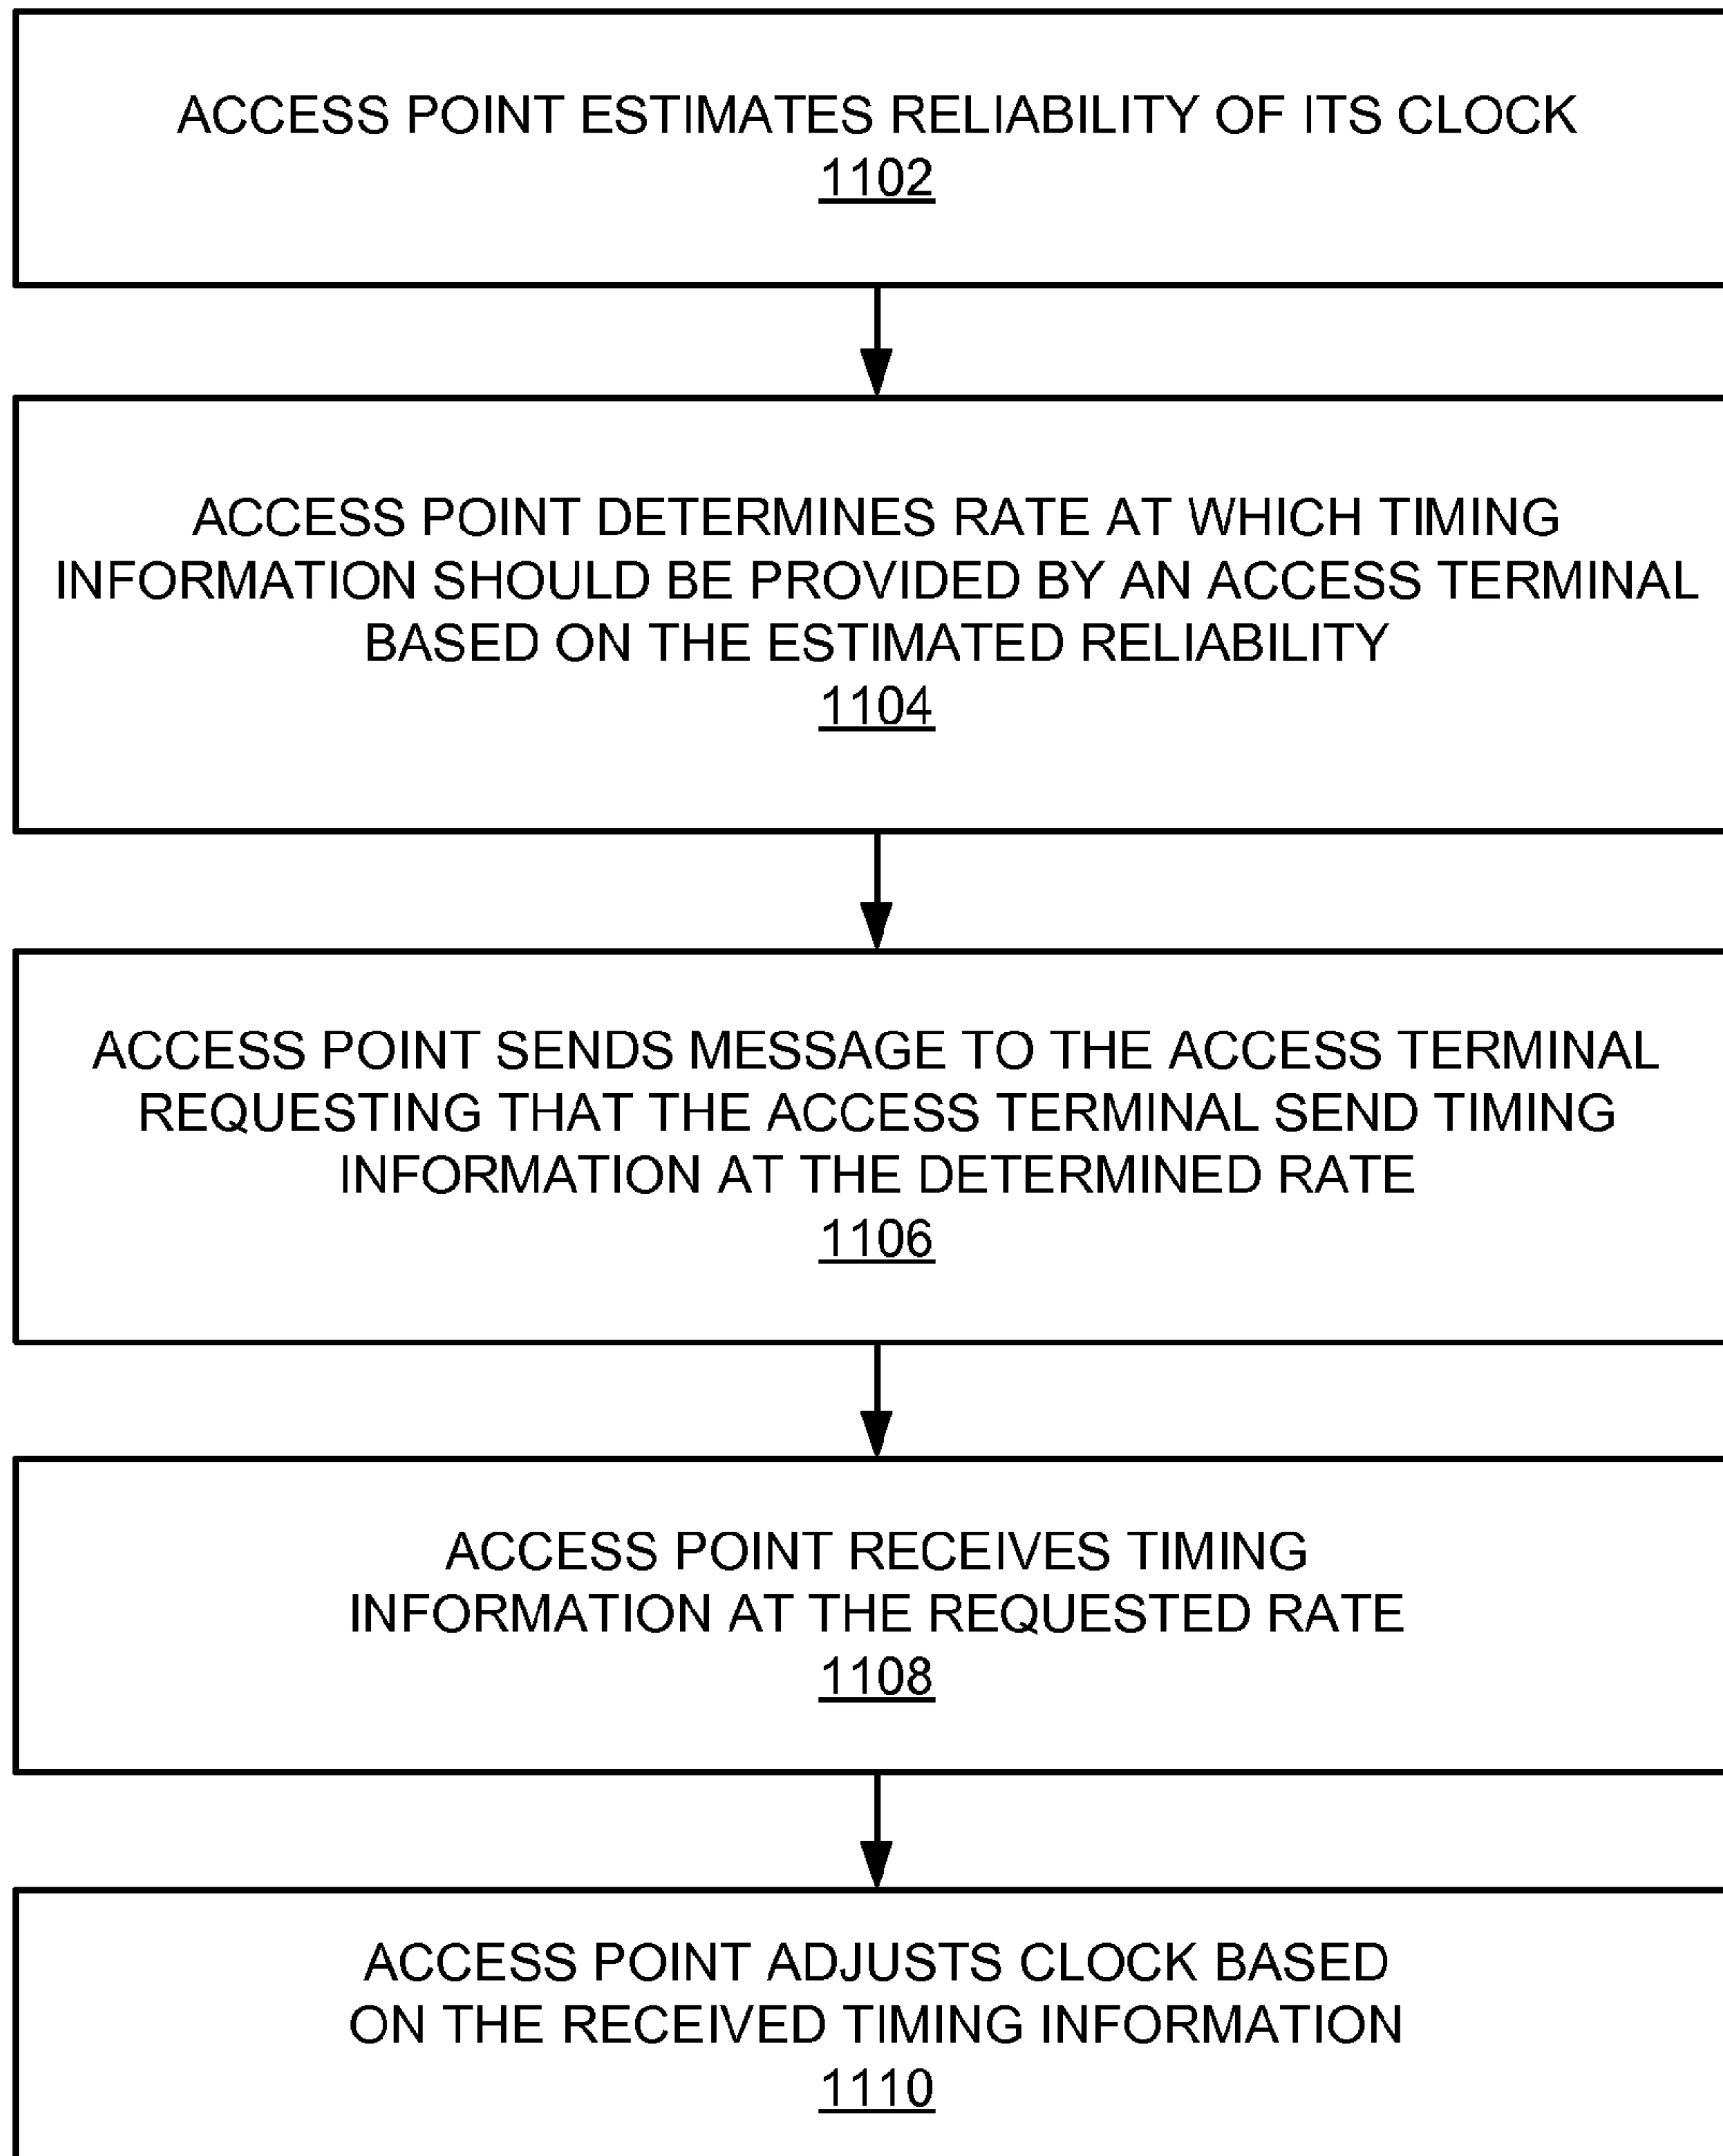 ACCESS POINT ESTIMATES RELIABILITY OF ITS CLOCK
1102
ACCESS POINT DETERMINES RATE AT WHICH TIMING
INFORMATION SHOULD BE PROVIDED BY AN ACCESS TERMINAL
BASED ON THE ESTIMATED RELIABILITY
1104
ACCESS POINT SENDS MESSAGE TO THE ACCESS TERMINAL
REQUESTING THAT THE ACCESS TERMINAL SEND TIMING
INFORMATION AT THE DETERMINED RATE
1106
ACCESS POINT RECEIVES TIMING
INFORMATION AT THE REQUESTED RATE
1108
ACCESS POINT ADJUSTS CLOCK BASED
ON THE RECEIVED TIMING INFORMATION
1110